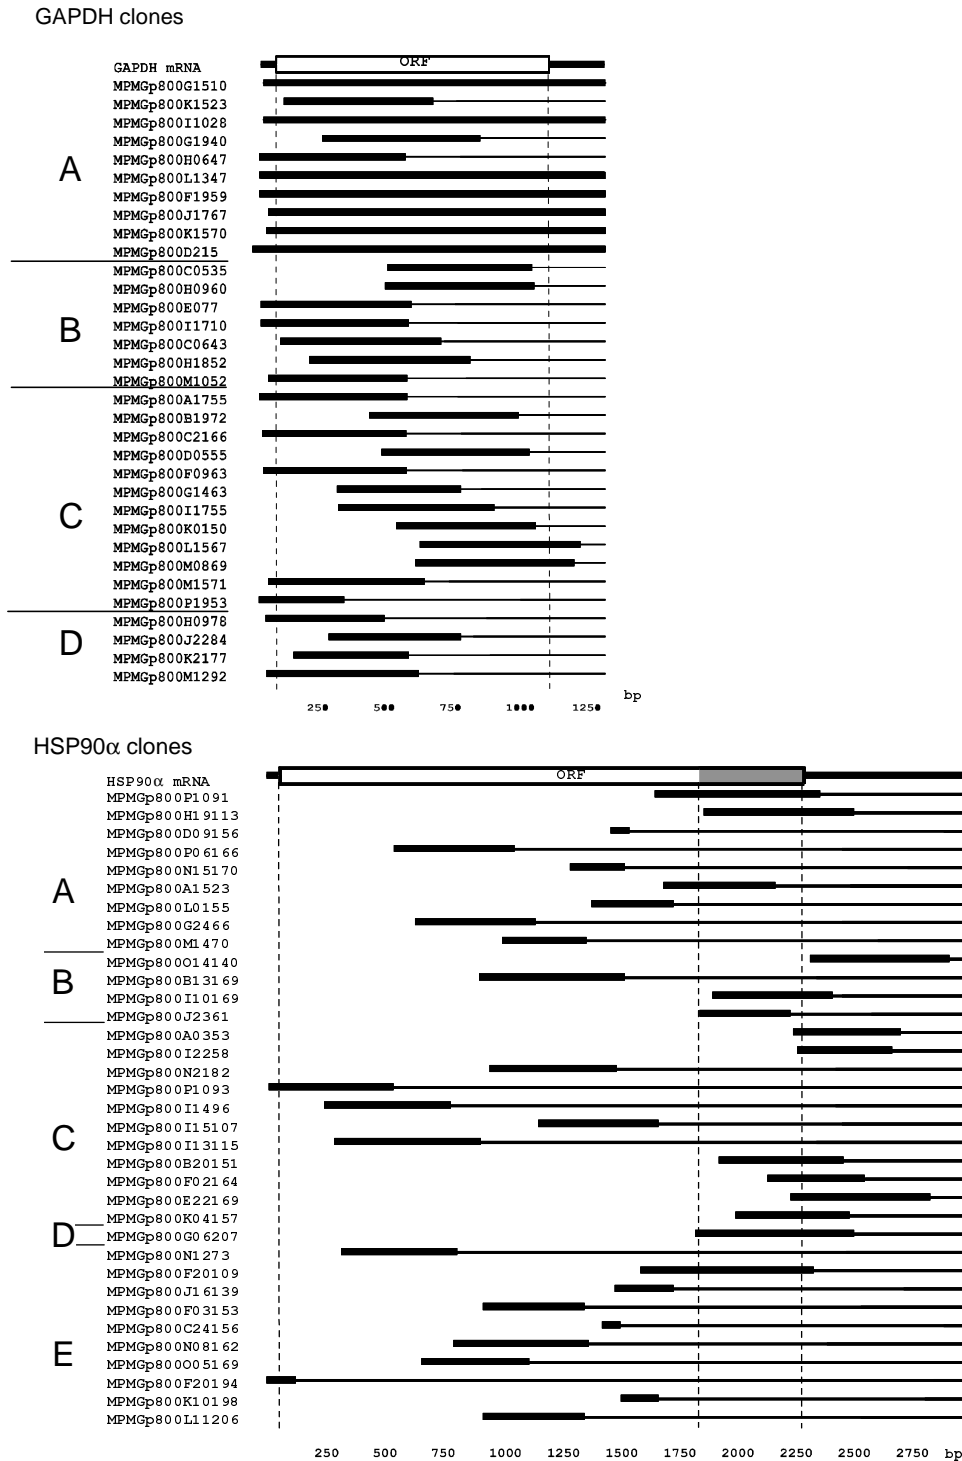 GAPDH clones
GAPDH mRNA
ORF
MPMGp800G1510
MPMGp800K1523
MPMGp800I1028
MPMGp800G1940
MPMGp800H0647
A
MPMGp800L1347
MPMGp800F1959
MPMGp800J1767
MPMGp800K1570
MPMGp800D215
MPMGp800C0535
MPMGp800H0960
MPMGp800E077
B
MPMGp800I1710
MPMGp800C0643
MPMGp800H1852
MPMGp800M1052
MPMGp800A1755
MPMGp800B1972
MPMGp800C2166
MPMGp800D0555
MPMGp800F0963
MPMGp800G1463
C
MPMGp800I1755
MPMGp800K0150
MPMGp800L1567
MPMGp800M0869
MPMGp800M1571
MPMGp800P1953
MPMGp800H0978
D
MPMGp800J2284
MPMGp800K2177
MPMGp800M1292
bp
250 500 750 1000 1250
HSP90α clones
HSP90α mRNA
ORF
MPMGp800P1091
MPMGp800H19113
MPMGp800D09156
MPMGp800P06166
MPMGp800N15170
A
MPMGp800A1523
MPMGp800L0155
MPMGp800G2466
MPMGp800M1470
MPMGp800O14140
B
MPMGp800B13169
MPMGp800I10169
MPMGp800J2361
MPMGp800A0353
MPMGp800I2258
MPMGp800N2182
MPMGp800P1093
MPMGp800I1496
MPMGp800I15107
C
MPMGp800I13115
MPMGp800B20151
MPMGp800F02164
MPMGp800E22169
MPMGp800K04157
D
MPMGp800G06207
MPMGp800N1273
MPMGp800F20109
MPMGp800J16139
MPMGp800F03153
MPMGp800C24156
E
MPMGp800N08162
MPMGp800O05169
MPMGp800F20194
MPMGp800K10198
MPMGp800L11206
250 500 750 1000 1250 1500 1750 2000 2250 2500 2750 bp